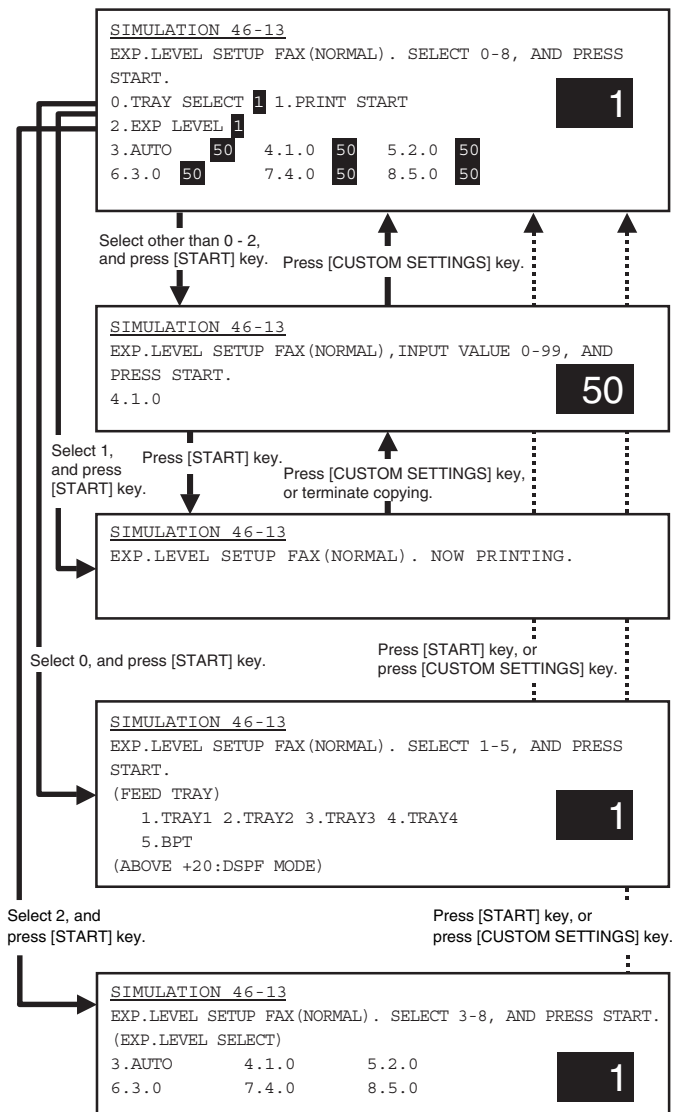 SIMULATION 46-13
EXP.LEVEL SETUP FAX(NORMAL). SELECT 0-8, AND PRESS
START.
0.TRAY SELECT 1 1.PRINT START
1
2.EXP LEVEL 1
3.AUTO 50 4.1.0 50 5.2.0 50
6.3.0 50 7.4.0 50 8.5.0 50
Select other than 0 - 2,
and press [START] key.
Press [CUSTOM SETTINGS] key.
SIMULATION 46-13
EXP.LEVEL SETUP FAX(NORMAL),INPUT VALUE 0-99, AND
PRESS START.
4.1.0
50
Select 1,
and press
[START] key.
Press [START] key.
Press [CUSTOM SETTINGS] key,
or terminate copying.
SIMULATION 46-13
EXP.LEVEL SETUP FAX(NORMAL). NOW PRINTING.
Select 0, and press [START] key.
Press [START] key, or
press [CUSTOM SETTINGS] key.
SIMULATION 46-13
EXP.LEVEL SETUP FAX(NORMAL). SELECT 1-5, AND PRESS
START.
(FEED TRAY)
1.TRAY1 2.TRAY2 3.TRAY3 4.TRAY4
1
5.BPT
(ABOVE +20:DSPF MODE)
Select 2, and
press [START] key.
Press [START] key, or
press [CUSTOM SETTINGS] key.
SIMULATION 46-13
EXP.LEVEL SETUP FAX(NORMAL). SELECT 3-8, AND PRESS START.
(EXP.LEVEL SELECT)
3.AUTO 4.1.0 5.2.0
6.3.0 7.4.0 8.5.0
1